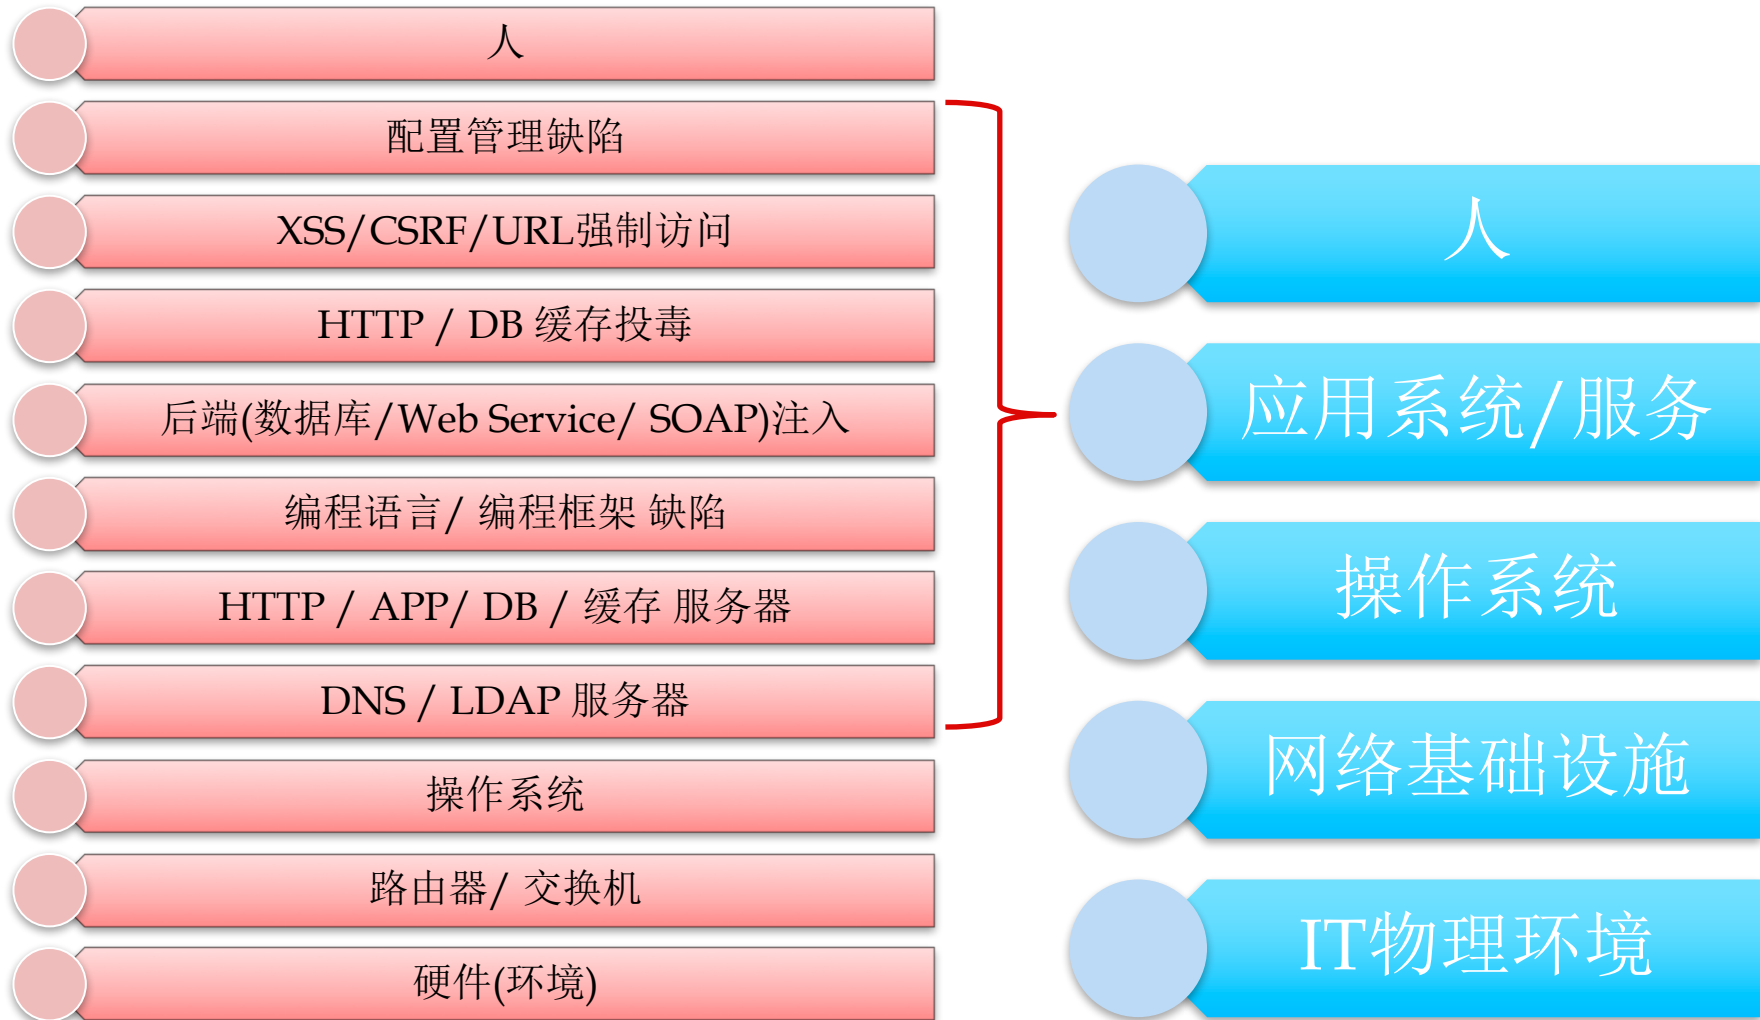 人
配置管理缺陷
XSS/CSRF/URL强制访问
HTTP / DB 缓存投毒
后端(数据库/Web Service/ SOAP)注入
编程语言/ 编程框架 缺陷
HTTP / APP/ DB / 缓存 服务器
DNS / LDAP 服务器
操作系统
路由器/ 交换机
硬件(环境)
人
应用系统/服务
操作系统
网络基础设施
IT物理环境